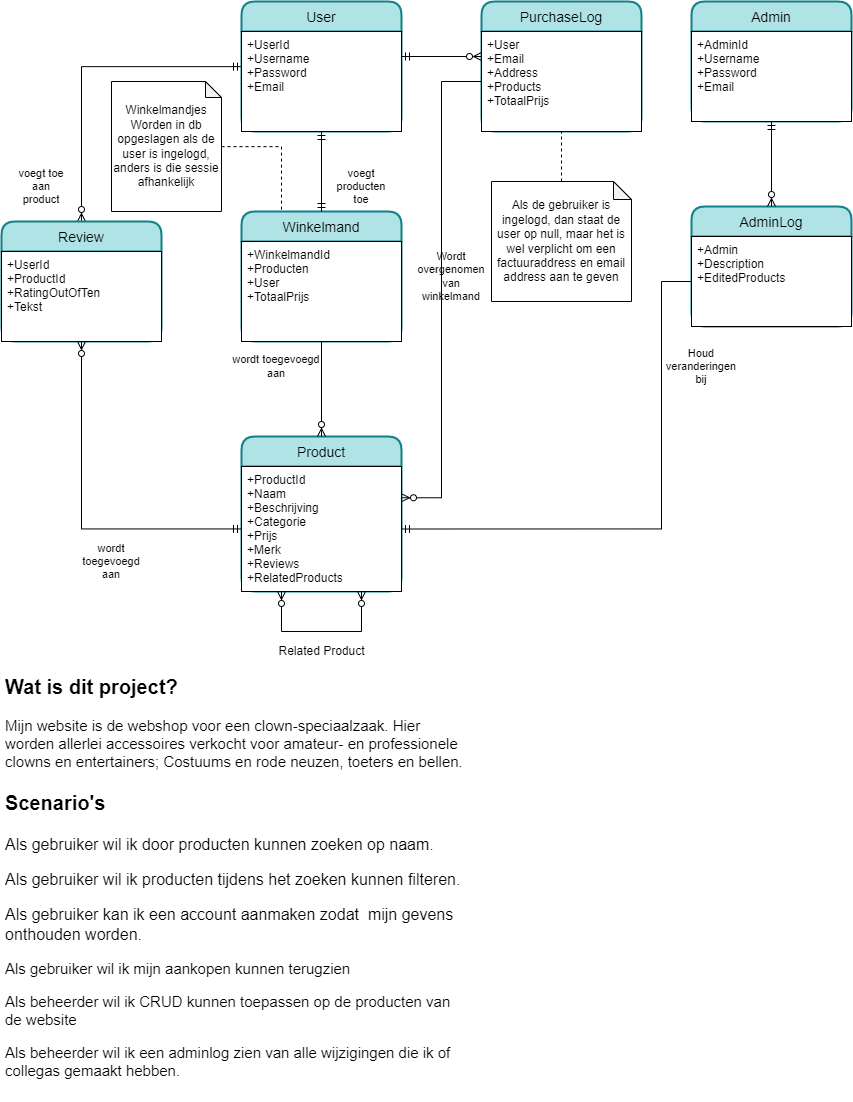 User
+UserId
+Username
+Password
+Email
PurchaseLog
+User
+Email
+Address
+Products
+TotaalPrijs
Admin
+AdminId
+Username
+Password
+Email
Winkelmandjes
Worden in db
opgeslagen als de
user is ingelogd,
anders is die sessie
afhankelijk
voegt toe
aan
product
voegt
producten
toe
Als de gebruiker is
ingelogd, dan staat de
user op null, maar het is
wel verplicht om een
factuuraddress en email
address aan te geven
Review
+UserId
+ProductId
+RatingOutOfTen
+Tekst
Winkelmand
+WinkelmandId
+Producten
+User
+TotaalPrijs
Wordt
overgenomen
van
winkelmand
AdminLog
+Admin
+Description
+EditedProducts
wordt toegevoegd
aan
Houd
veranderingen
bij
Product
+ProductId
+Naam
+Beschrijving
+Categorie
+Prijs
+Merk
+Reviews
+RelatedProducts
wordt
toegevoegd
aan
Related Product
Wat is dit project?
Mijn website is de webshop voor een clown-speciaalzaak. Hier
worden allerlei accessoires verkocht voor amateur- en professionele
clowns en entertainers; Costuums en rode neuzen, toeters en bellen.
Scenario's
Als gebruiker wil ik door producten kunnen zoeken op naam.
Als gebruiker wil ik producten tijdens het zoeken kunnen filteren.
Als gebruiker kan ik een account aanmaken zodat  mijn gevens
onthouden worden.
Als gebruiker wil ik mijn aankopen kunnen terugzien
Als beheerder wil ik CRUD kunnen toepassen op de producten van
de website
Als beheerder wil ik een adminlog zien van alle wijzigingen die ik of
collegas gemaakt hebben.